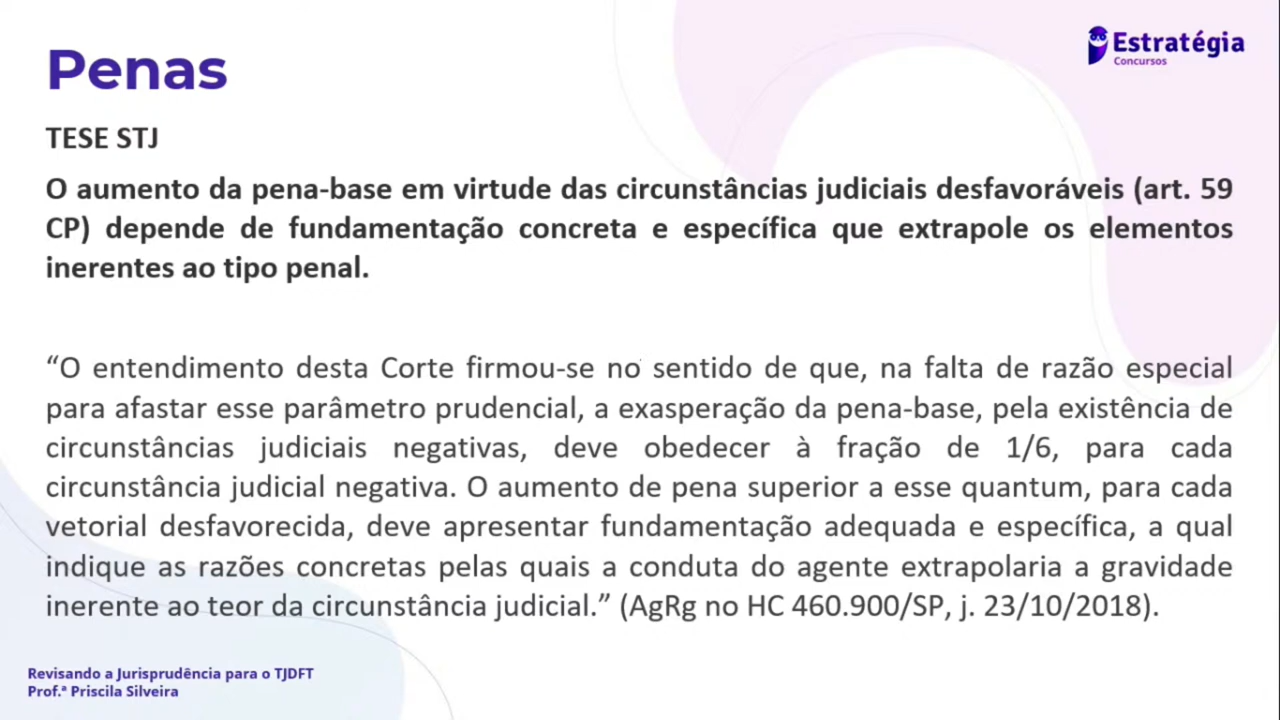 Penas
Estratégia
Concursos
TESE STJ
O aumento da pena-base em virtude das circunstâncias judiciais desfavoráveis (art. 59
CP) depende de fundamentação concreta e específica que extrapole os elementos
inerentes ao tipo penal.
“O entendimento desta Corte firmou-se no sentido de que, na falta de razão especial
para afastar esse parâmetro prudencial, a exasperação da pena-base, pela existência de
circunstâncias judiciais negativas, deve obedecer à fração de 1/6, para cada
circunstância judicial negativa. O aumento de pena superior a esse quantum, para cada
vetorial desfavorecida, deve apresentar fundamentação adequada e específica, a qual
indique as razões concretas pelas quais a conduta do agente extrapolaria a gravidade
inerente ao teor da circunstância judicial.” (AgRg no HC 460.900/SP, j. 23/10/2018).
Revisando a Jurisprudência para o TJDFT
Prof.ª Priscila Silveira